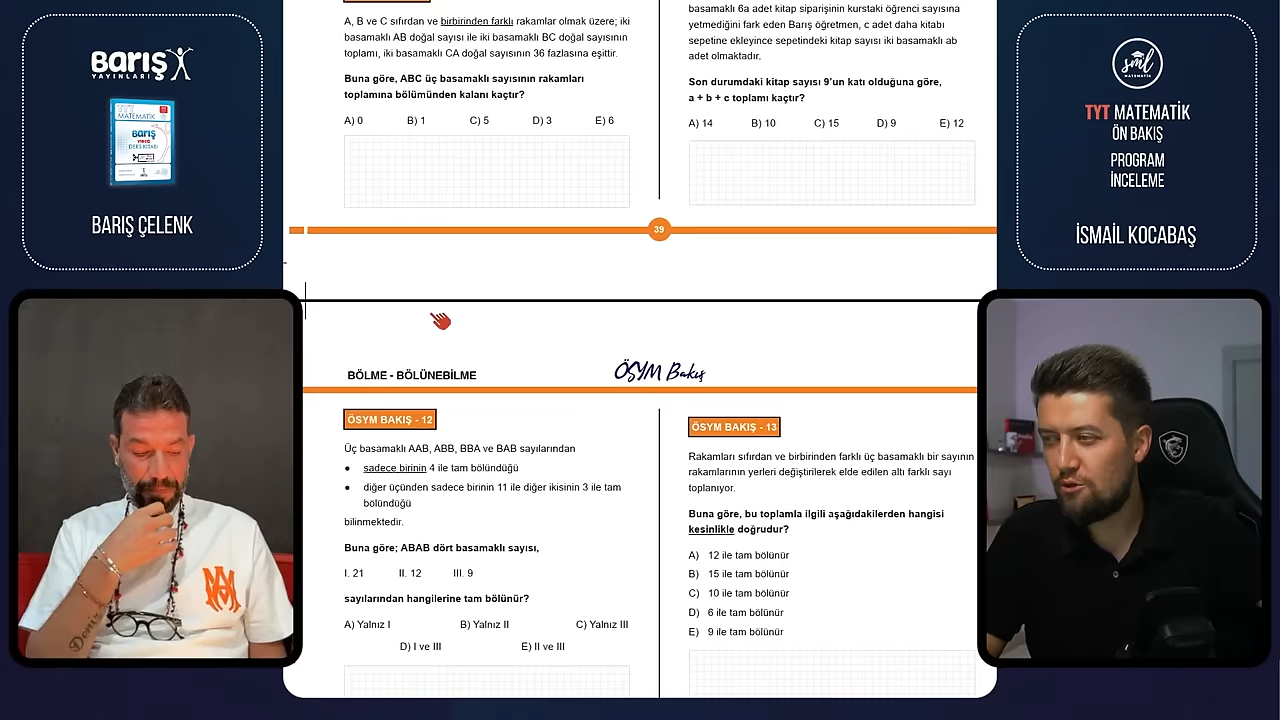 BARIŞ
YAYINLARI
TYT
MATEMATİK
BARIŞ
VİDEO
DERS KİTABI
BARIŞ ÇELENK
A, B ve C sıfırdan ve birbirinden farklı rakamlar olmak üzere; iki
basamaklı AB doğal sayısı ile iki basamaklı BC doğal sayısının
toplamı, iki basamaklı CA doğal sayısının 36 fazlasına eşittir.
Buna göre, ABC üç basamaklı sayısının rakamları
toplamına bölümünden kalanı kaçtır?
A) 0 B) 1 C) 5 D) 3 E) 6
basamaklı 6a adet kitap siparişinin kurstaki öğrenci sayısına
yetmediğini fark eden Barış öğretmen, c adet daha kitabı
sepetine ekleyince sepetindeki kitap sayısı iki basamaklı ab
adet olmaktadır.
Son durumdaki kitap sayısı 9'un katı olduğuna göre,
a + b + c toplamı kaçtır?
A) 14 B) 10 C) 15 D) 9 E) 12
39
sml
MATEMATİK
TYT MATEMATİK
ÖN BAKIŞ
PROGRAM
İNCELEME
İSMAİL KOCABAŞ
BÖLME - BÖLÜNEBİLME
ÖSYM Bakış
ÖSYM BAKIŞ - 12
Üç basamaklı AAB, ABB, BBA ve BAB sayılarından
● sadece birinin 4 ile tam bölündüğü
● diğer üçünden sadece birinin 11 ile diğer ikisinin 3 ile tam
bölündüğü
bilinmektedir.
Buna göre; ABAB dört basamaklı sayısı,
I. 21 II. 12 III. 9
sayılarından hangilerine tam bölünür?
A) Yalnız I B) Yalnız II C) Yalnız III
D) I ve III E) II ve III
ÖSYM BAKIŞ - 13
Rakamları sıfırdan ve birbirinden farklı üç basamaklı bir sayının
rakamlarının yerleri değiştirilerek elde edilen altı farklı sayı
toplanıyor.
Buna göre, bu toplamla ilgili aşağıdakilerden hangisi
kesinlikle doğrudur?
A) 12 ile tam bölünür
B) 15 ile tam bölünür
C) 10 ile tam bölünür
D) 6 ile tam bölünür
E) 9 ile tam bölünür